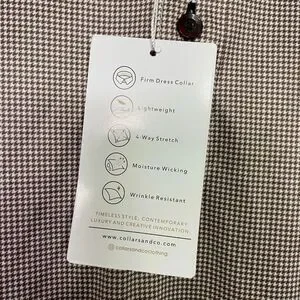 Firm Dress Collar
Lightweight
4-Way Stretch
Moisture Wicking
Wrinkle Resistant
TIMELESS STYLE, CONTEMPORARY
LUXURY AND CREATIVE INNOVATION
www.collarsandco.com
collarsandcoclothing